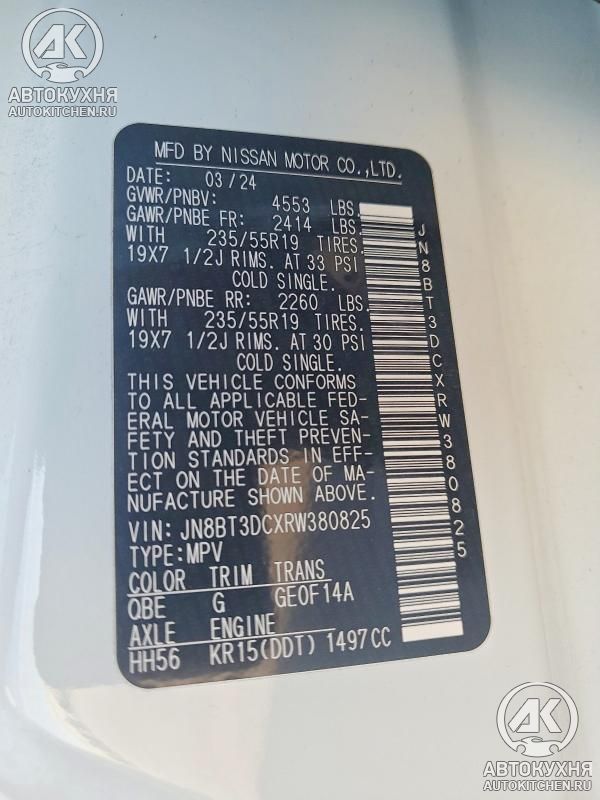 AK
АВТОКУХНЯ
AUTOKITCHEN.RU
MFD BY NISSAN MOTOR CO.,LTD.
DATE: 03/24
GVWR/PNBV: 4553 LBS.
GAWR/PNBE FR: 2414 LBS.
WITH 235/55R19 TIRES.
19X7 1/2J RIMS. AT 33 PSI
COLD SINGLE.
GAWR/PNBE RR: 2260 LBS.
WITH 235/55R19 TIRES.
19X7 1/2J RIMS. AT 30 PSI
COLD SINGLE.
THIS VEHICLE CONFORMS
TO ALL APPLICABLE FED-
ERAL MOTOR VEHICLE SA-
FETY AND THEFT PREVEN-
TION STANDARDS IN EFF-
ECT ON THE DATE OF MA-
NUFACTURE SHOWN ABOVE.
VIN: JN8BT3DCXRW380825
TYPE:MPV
COLOR TRIM TRANS
QBE G GE0F14A
AXLE ENGINE
HH56 KR15(DDT) 1497CC
JN8BT3DCXRW380825
AK
АВТОКУХНЯ
AUTOKITCHEN.RU